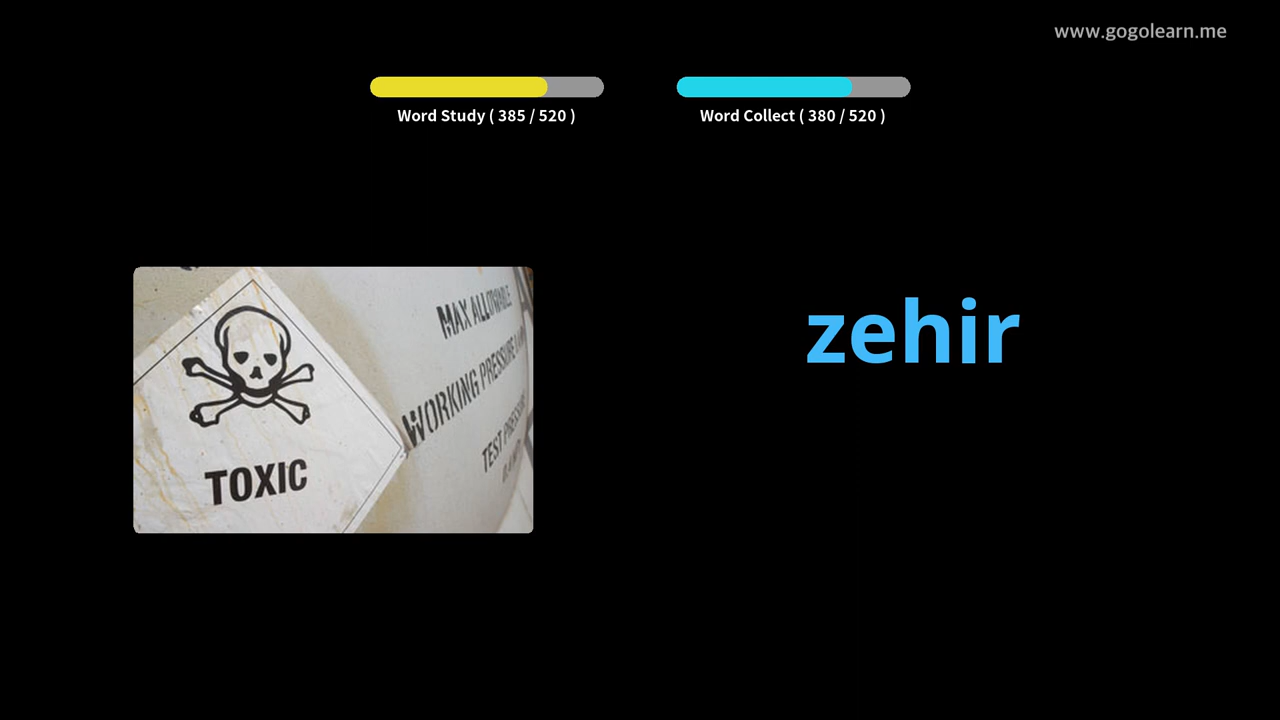 www.gogolearn.me
Word Study ( 385 / 520 )
Word Collect ( 380 / 520 )
zehir
MAX ALLOWABLE
WORKING PRESSURE
TEST PRESSURE
TOXIC